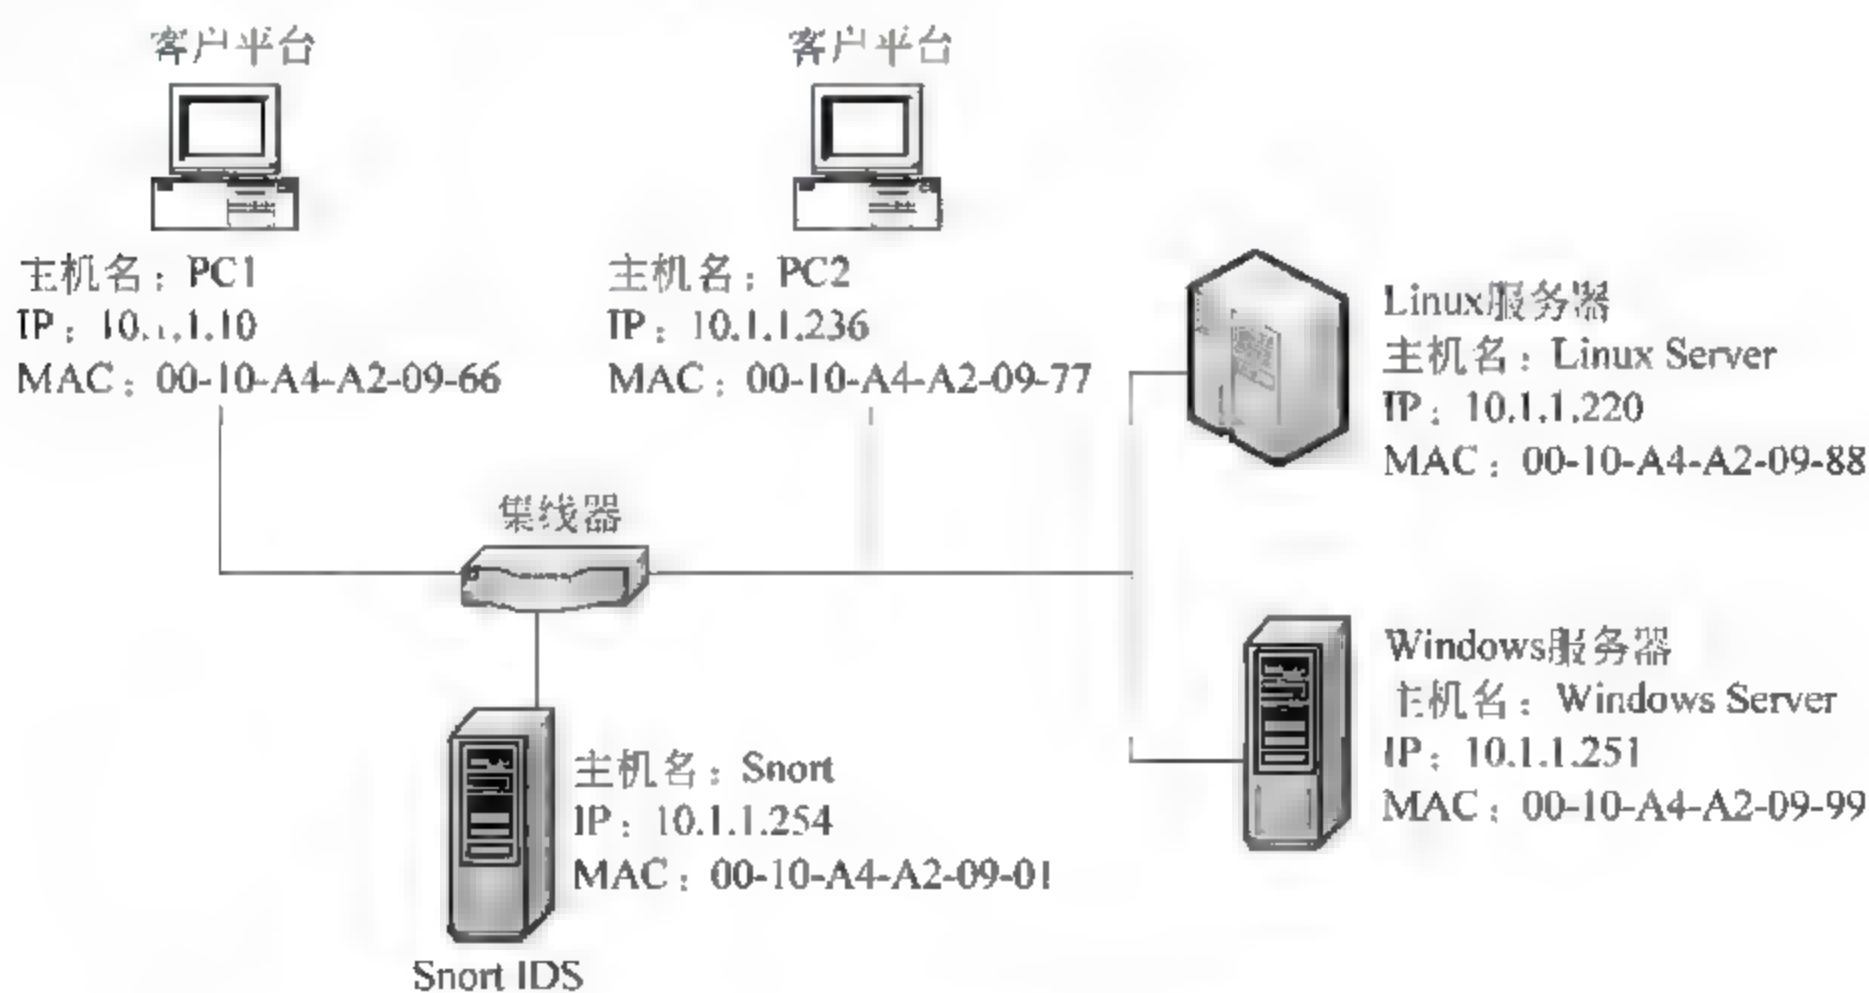 客户平台
主机名：PC1
IP：10.1.1.10
MAC：00-10-A4-A2-09-66
客户平台
主机名：PC2
IP：10.1.1.236
MAC：00-10-A4-A2-09-77
Linux服务器
主机名：Linux Server
IP：10.1.1.220
MAC：00-10-A4-A2-09-88
集线器
Windows服务器
主机名：Windows Server
IP：10.1.1.251
MAC：00-10-A4-A2-09-99
主机名：Snort
IP：10.1.1.254
MAC：00-10-A4-A2-09-01
Snort IDS